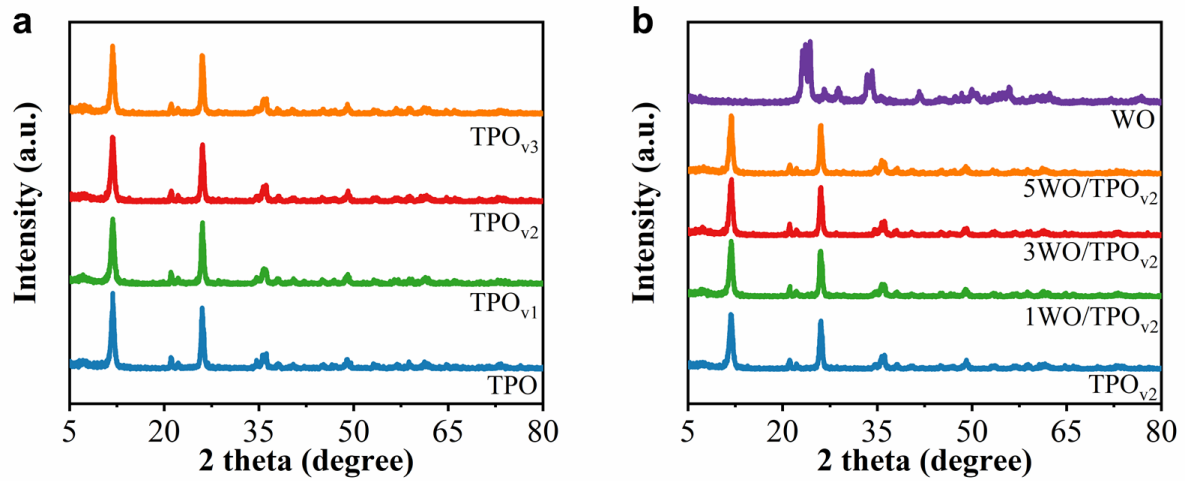 a
Intensity (a.u.)
TPOv3
TPOv2
TPOv1
TPO
5 20 35 50 65 80
2 theta (degree)
b
Intensity (a.u.)
WO
5WO/TPOv2
3WO/TPOv2
1WO/TPOv2
TPOv2
5 20 35 50 65 80
2 theta (degree)